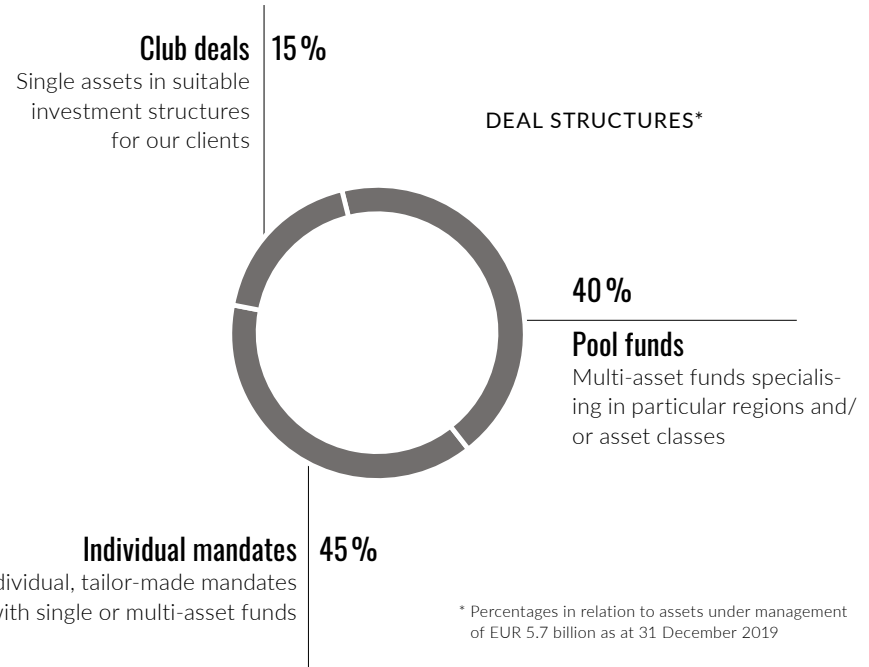 Club deals 15 %
Single assets in suitable
investment structures
for our clients
DEAL STRUCTURES*
40 %
Pool funds
Multi-asset funds specialis-
ing in particular regions and/
or asset classes
Individual mandates 45 %
tailor-made mandates
single or multi-asset funds
* Percentages in relation to assets under management
of EUR 5.7 billion as at 31 December 2019